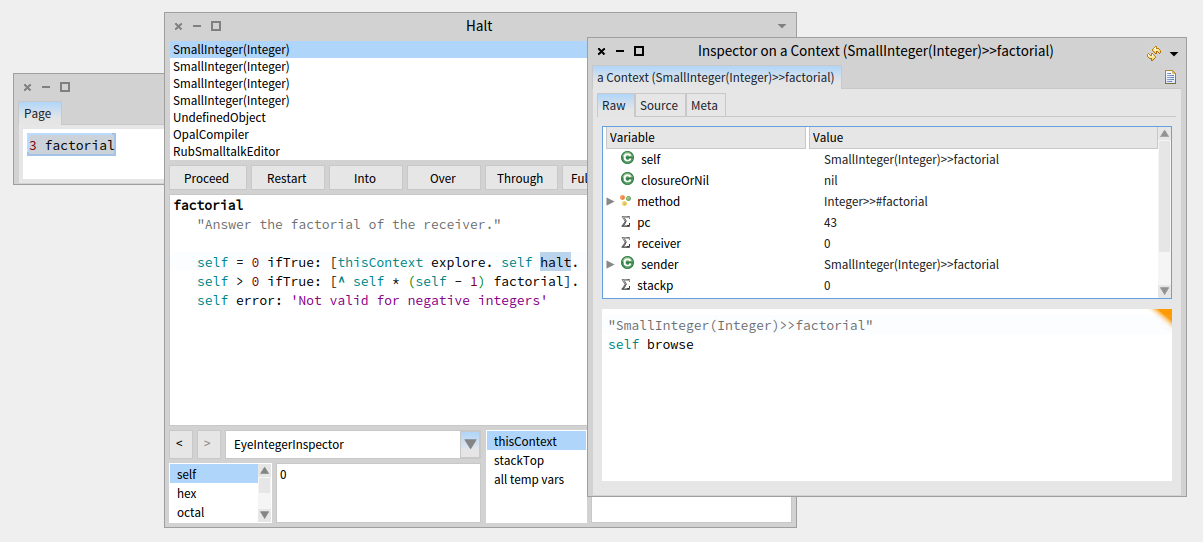 Page
3 factorial
Halt
SmallInteger(Integer)
SmallInteger(Integer)
SmallInteger(Integer)
SmallInteger(Integer)
UndefinedObject
OpalCompiler
RubSmalltalkEditor
Proceed Restart Into Over Through
factorial
"Answer the factorial of the receiver."
self = 0 ifTrue: [thisContext explore. self halt.
self > 0 ifTrue: [^ self * (self - 1) factorial].
self error: 'Not valid for negative integers'
< > EyeIntegerInspector
self
hex
octal
0
thisContext
stackTop
all temp vars
Inspector on a Context (SmallInteger(Integer)>>factorial)
a Context (SmallInteger(Integer)>>factorial)
Raw Source Meta
Variable Value
self SmallInteger(Integer)>>factorial
closureOrNil nil
method Integer>>#factorial
pc 43
receiver 0
sender SmallInteger(Integer)>>factorial
stackp 0
"SmallInteger(Integer)>>factorial"
self browse